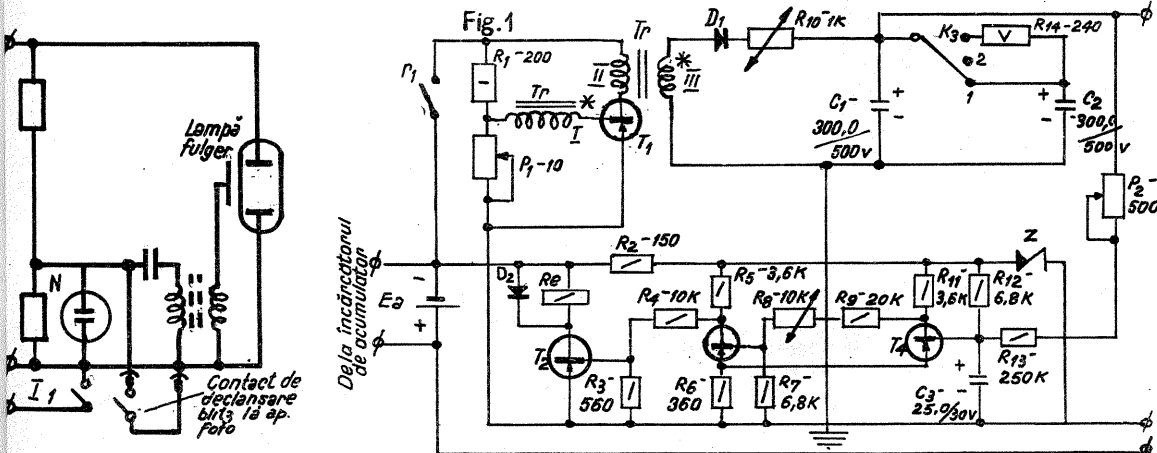 Fig.1
Lampă
fulger
N
I1
Contact de
declansare
blitz la ap.
foto
De la încărcătorul
de acumulator
r1
R1-200
Tr
I
*
P1-10
II
Tr
T1
*
III
D1
R10-1K
K3
R14-240
V
2
1
C1-
300,0/500V
+
-
C2
300,0/500V
+
-
P2-
500
-
Ea
+
D2
Re
T2
R2-150
R3-
560
R4-10K
R5-3,6K
R6-
360
R7-
6,8K
R8-10K
R9-20K
T4
R11-
3,6K
R12-
6,8K
Z
R13-
250K
+
C3-
-
25,0/30V